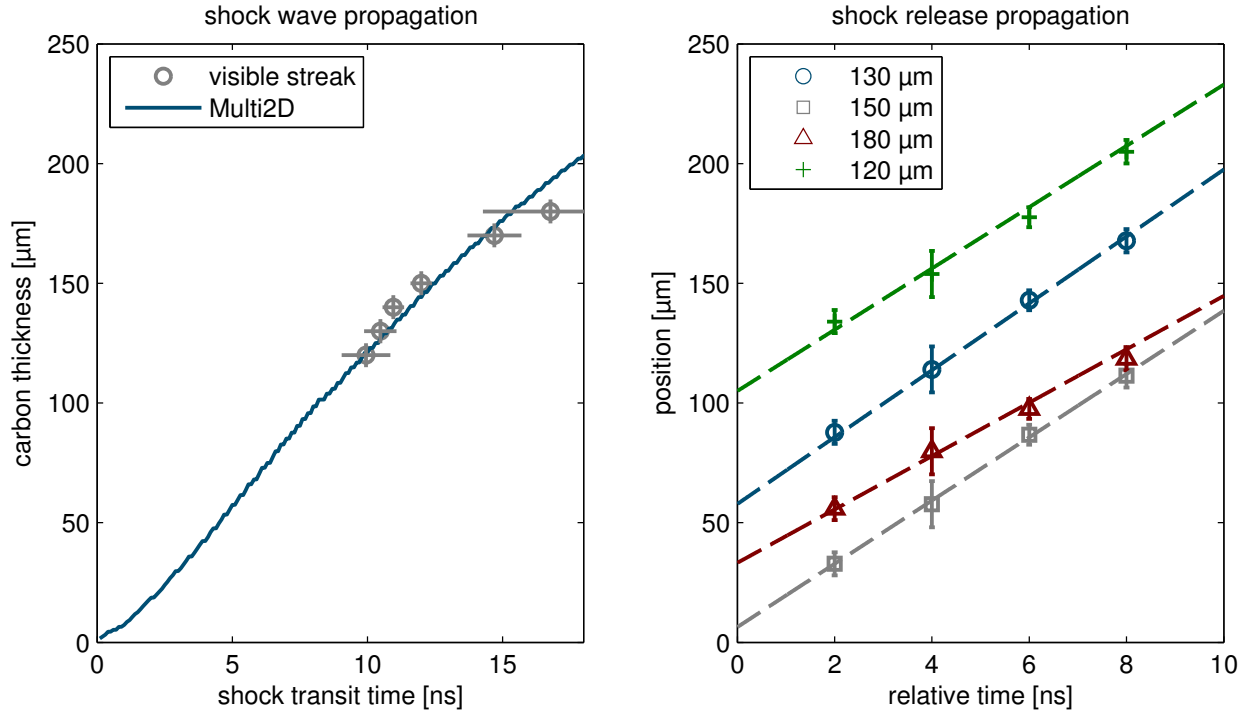 shock wave propagation
250
200
150
100
50
0
carbon thickness [µm]
visible streak
Multi2D
0 5 10 15
shock transit time [ns]
shock release propagation
250
200
150
100
50
0
position [µm]
130 µm
150 µm
180 µm
120 µm
0 2 4 6 8 10
relative time [ns]